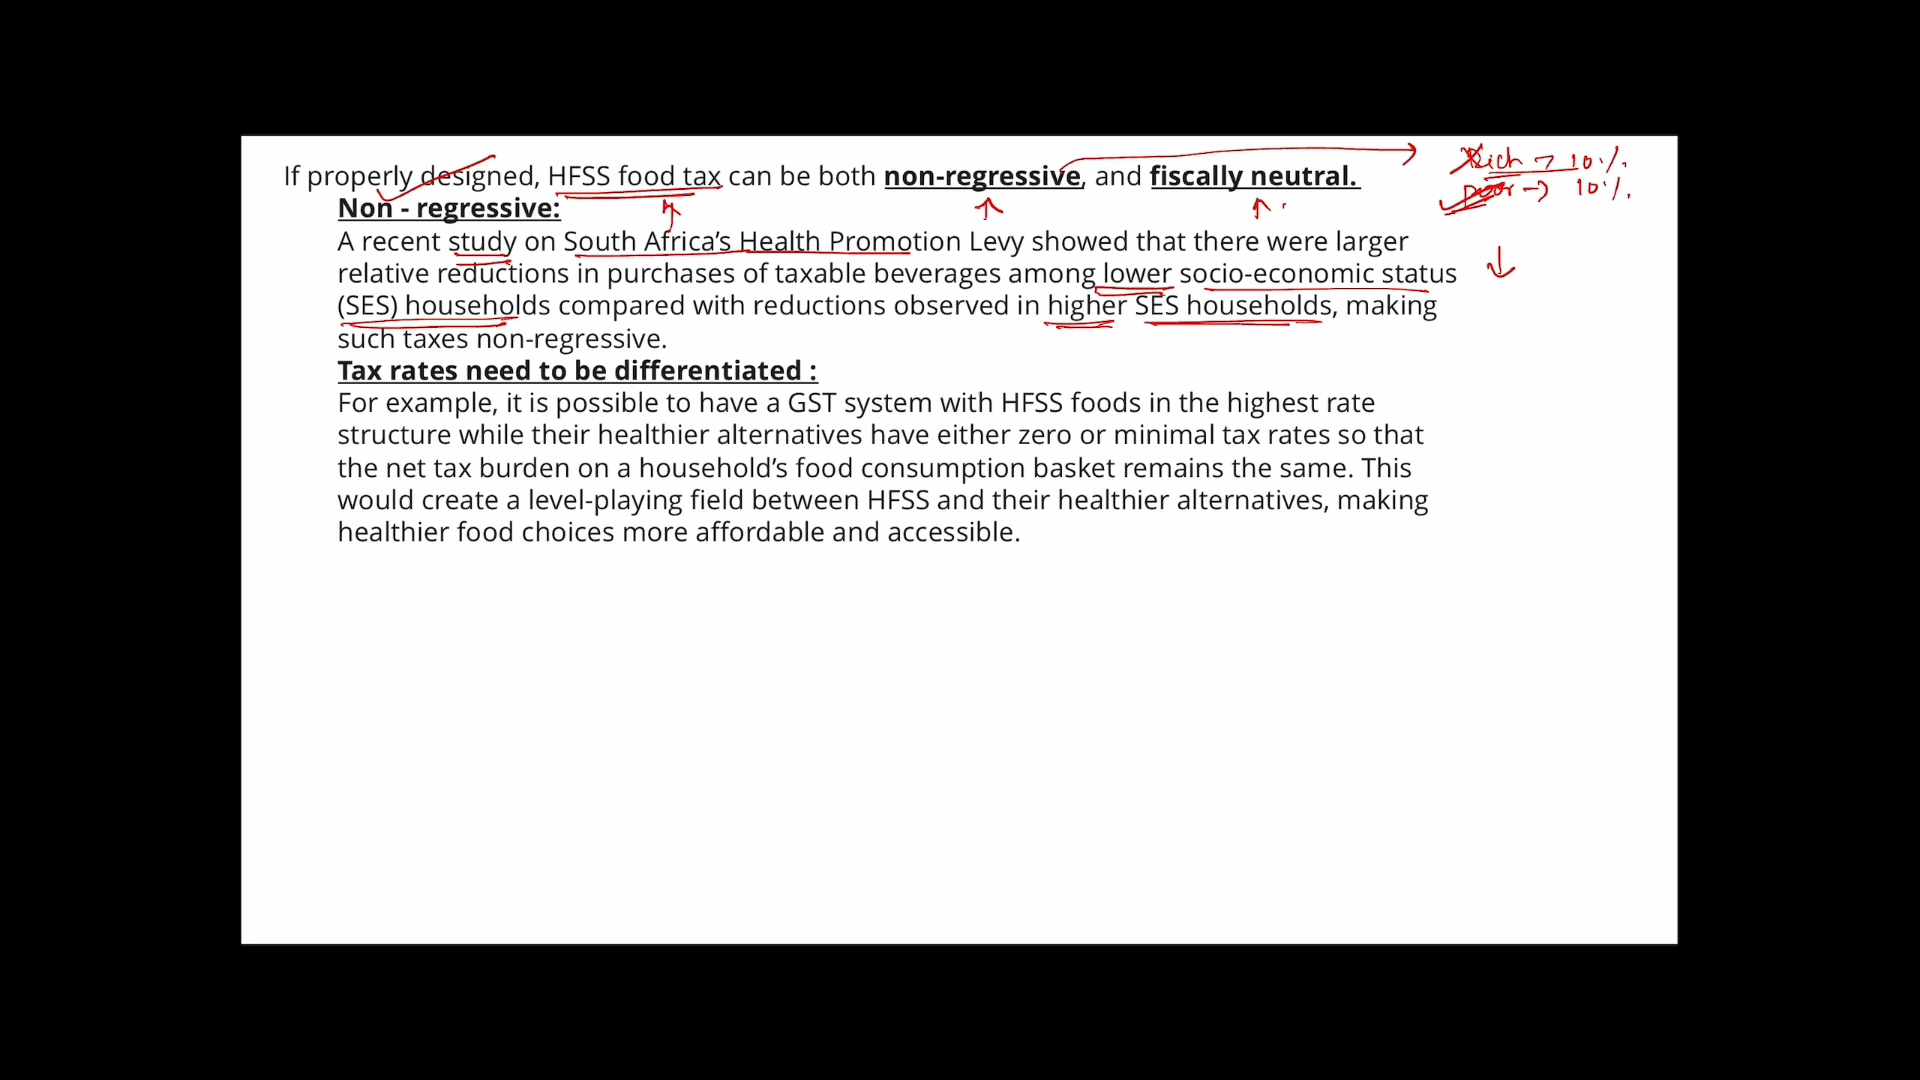 If properly designed, HFSS food tax can be both non-regressive, and fiscally neutral.
Rich → 10%.
Poor → 10%.
Non - regressive:
A recent study on South Africa's Health Promotion Levy showed that there were larger
relative reductions in purchases of taxable beverages among lower socio-economic status
(SES) households compared with reductions observed in higher SES households, making
such taxes non-regressive.
Tax rates need to be differentiated :
For example, it is possible to have a GST system with HFSS foods in the highest rate
structure while their healthier alternatives have either zero or minimal tax rates so that
the net tax burden on a household's food consumption basket remains the same. This
would create a level-playing field between HFSS and their healthier alternatives, making
healthier food choices more affordable and accessible.